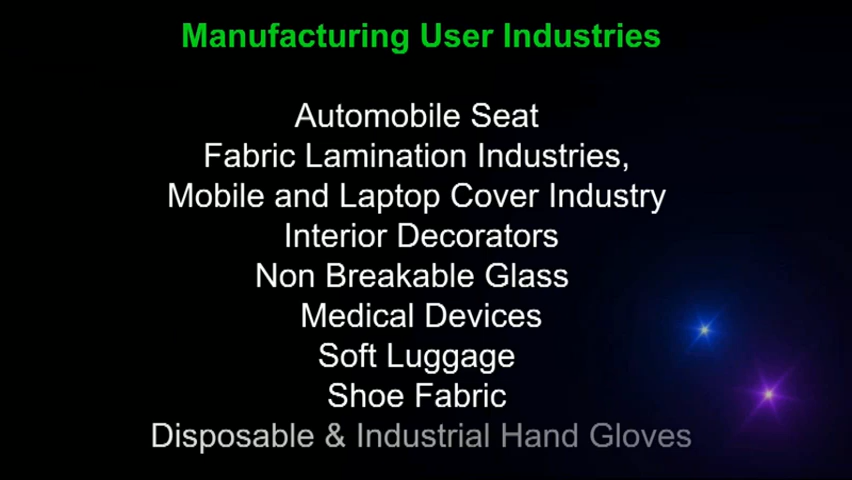 Manufacturing User Industries
Automobile Seat
Fabric Lamination Industries,
Mobile and Laptop Cover Industry
Interior Decorators
Non Breakable Glass
Medical Devices
Soft Luggage
Shoe Fabric
Disposable & Industrial Hand Gloves